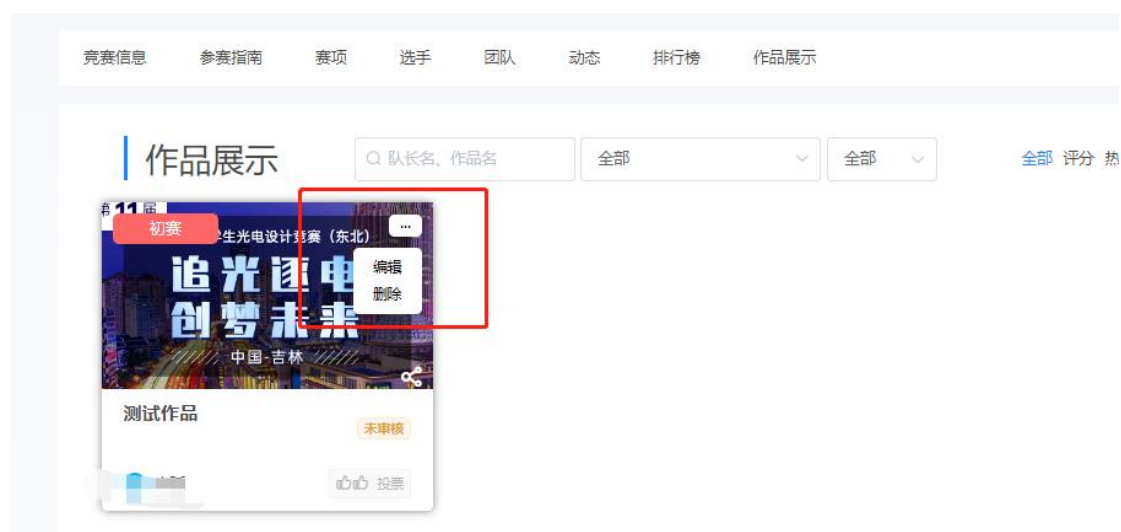 竞赛信息 参赛指南 赛项 选手 团队 动态 排行榜 作品展示
作品展示 队长名、作品名 全部 全部 全部 评分 热
第11届
初赛 学生光电设计竞赛（东北） ...
追光逐电
创梦未来
中国-吉林
编辑
删除
测试作品
未审核
投票